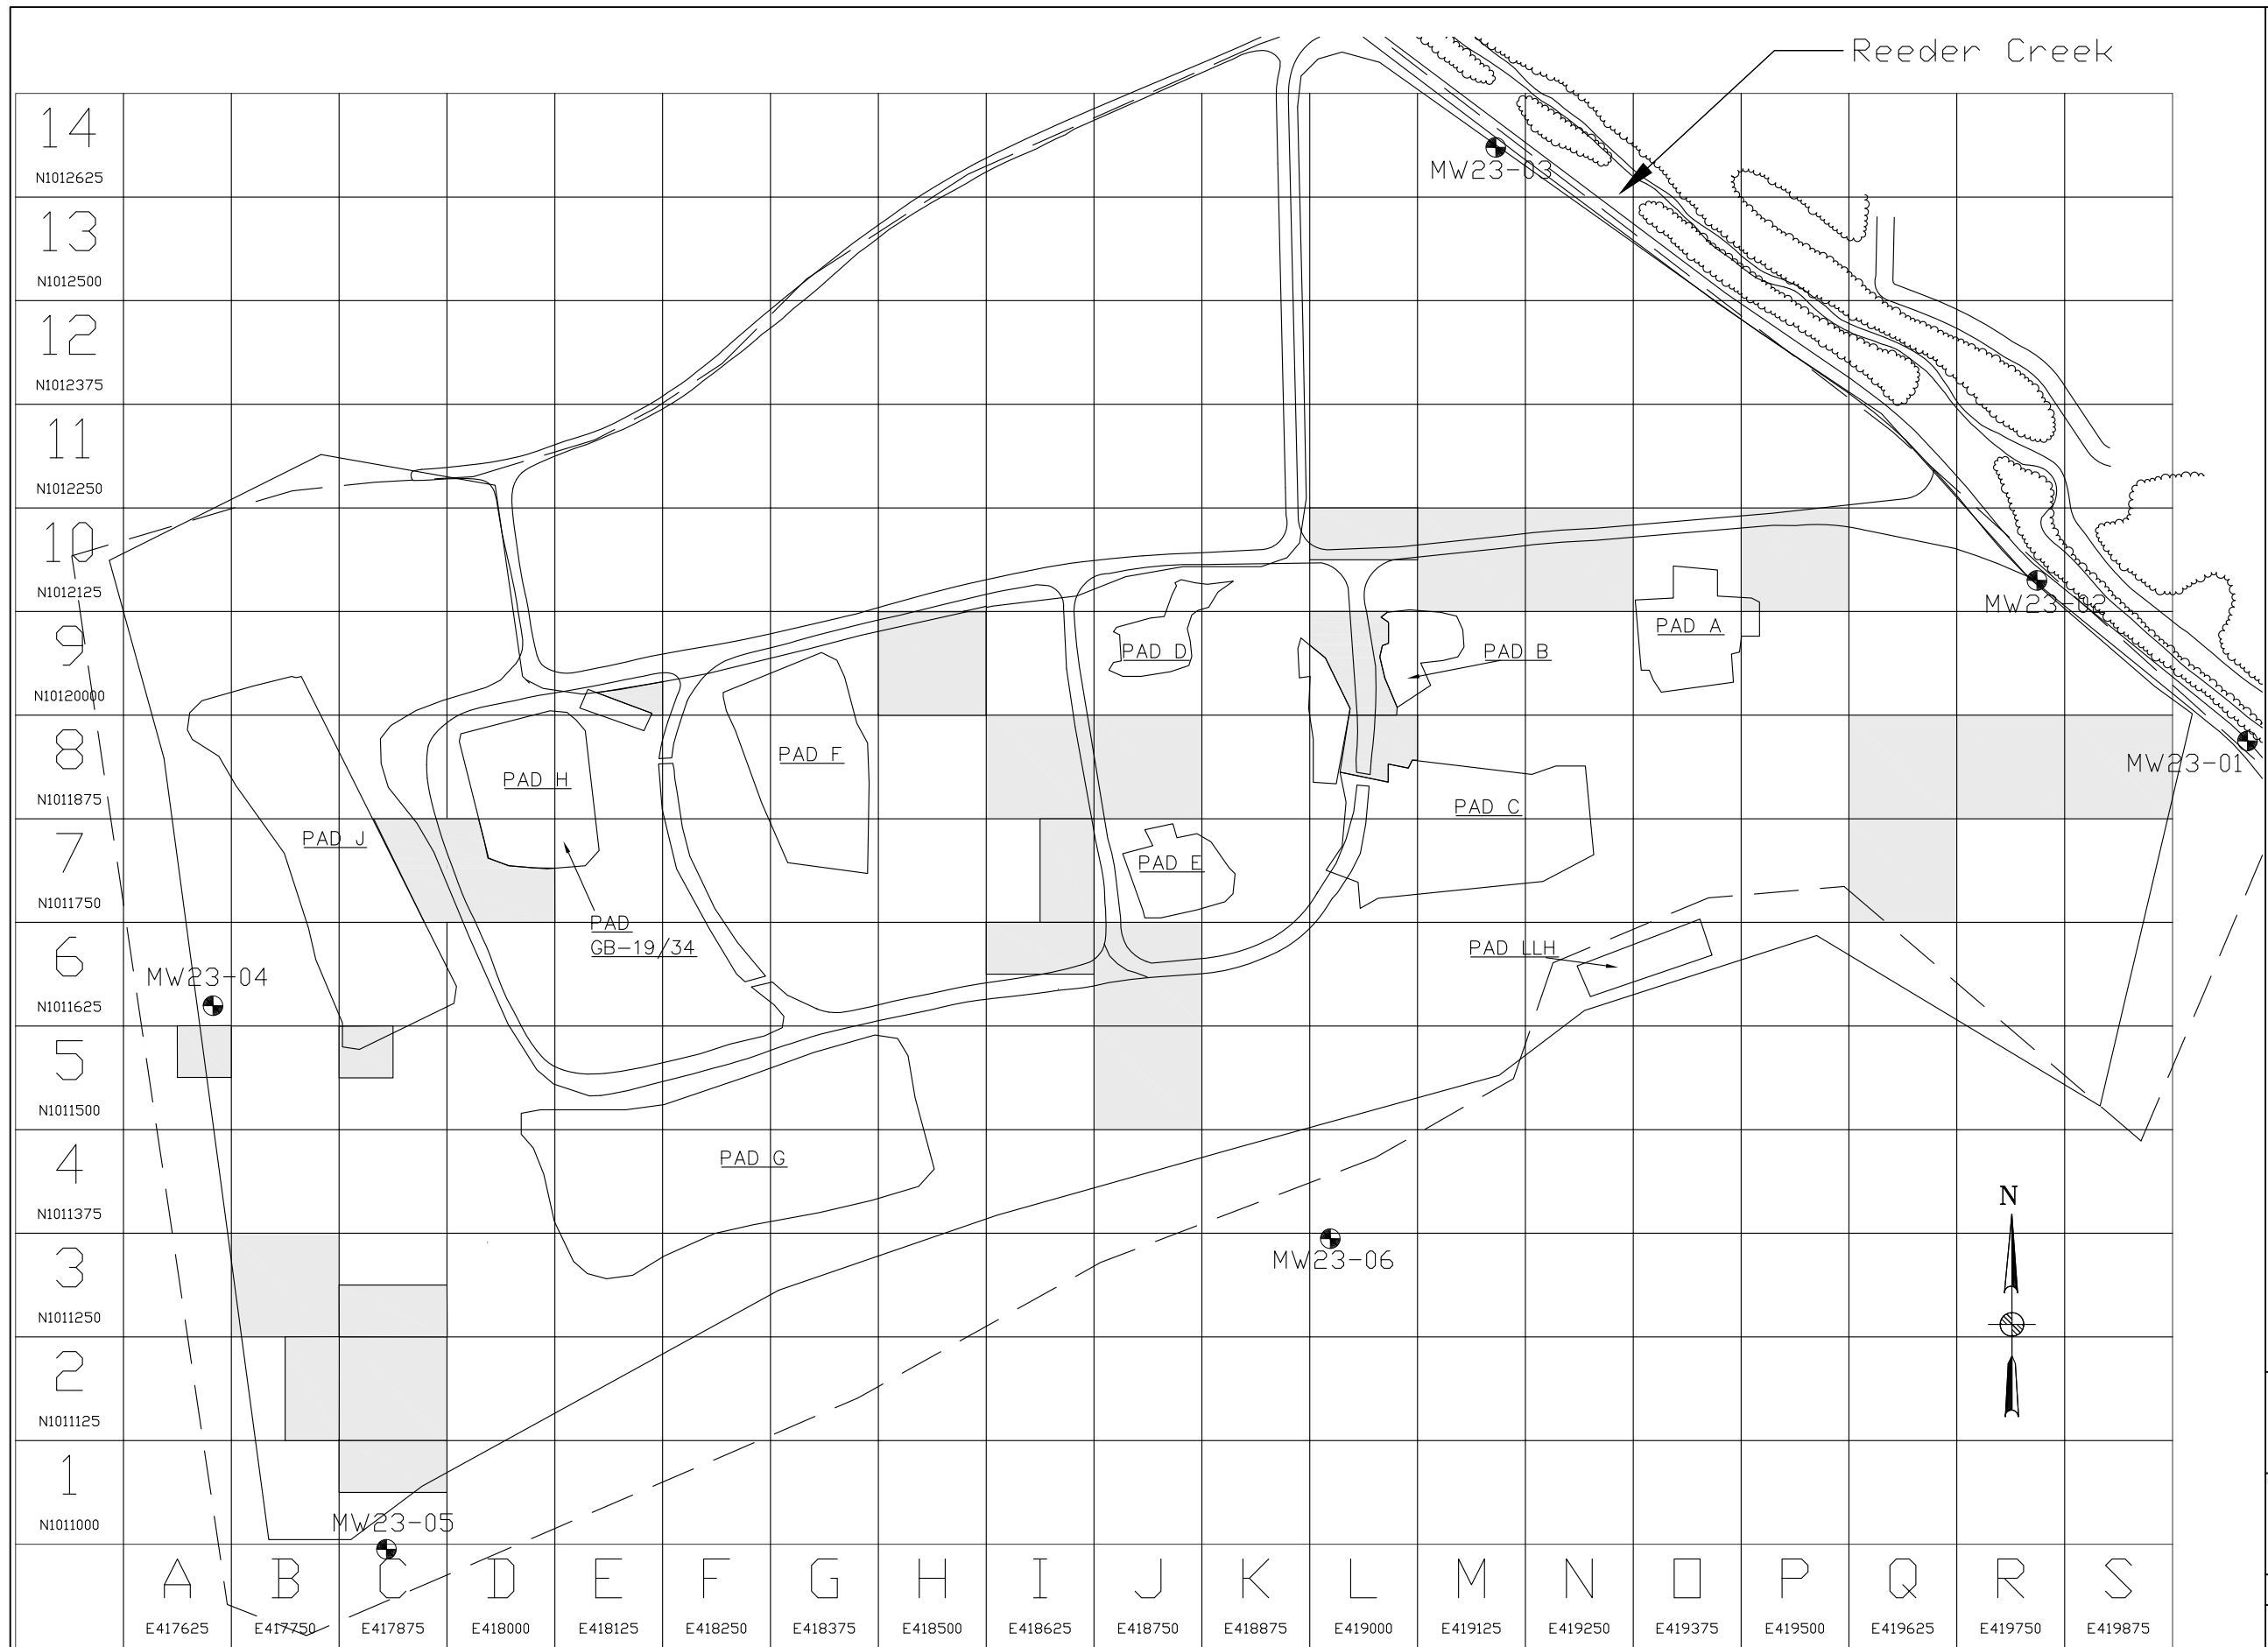 Reeder Creek
14
N1012625
MW23-03
13
N1012500
12
N1012375
11
N1012250
10
N1012125
MW23-02
9
N10120000
PAD D
PAD B
PAD A
8
N1011875
PAD H
PAD F
PAD C
MW23-01
7
N1011750
PAD J
PAD E
PAD
GB-19/34
6
N1011625
MW23-04
PAD LLH
5
N1011500
4
N1011375
PAD G
N
3
N1011250
MW23-06
2
N1011125
1
N1011000
MW23-05
A B C D E F G H I J K L M N O P Q R S
E417625 E417750 E417875 E418000 E418125 E418250 E418375 E418500 E418625 E418750 E418875 E419000 E419125 E419250 E419375 E419500 E419625 E419750 E419875